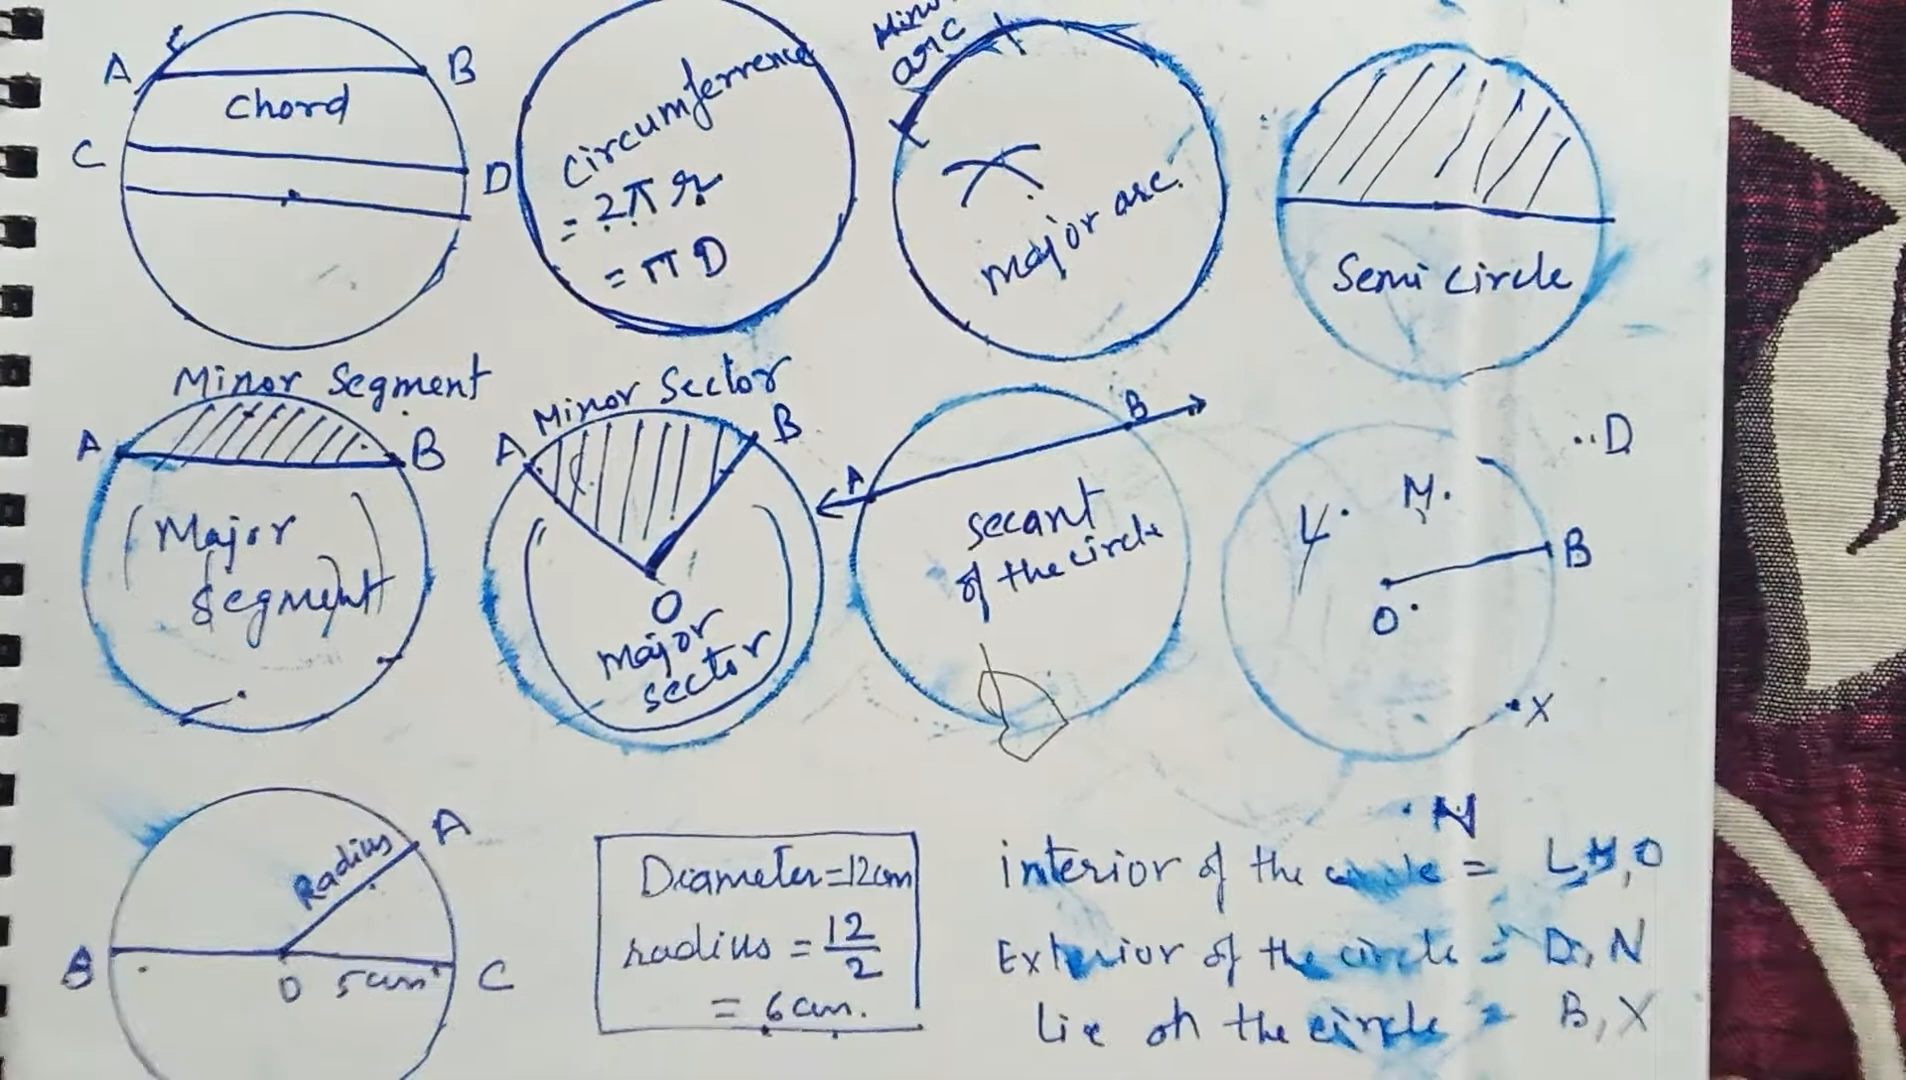 A
B
Chord
C
D
Circumferrence
= 2πr
= πD
arc
major arc
Semi circle
Minor Segment
A
B
Major
Segment
Minor Sector
A
B
O
Major
sector
A
B
secant
of the circle
D
L
M
B
O
X
N
Radius
A
B
O
5cm
C
Diameter=12cm
radius = 12/2
= 6cm.
interior of the circle = L, M, O
Exterior of the circle = D, N
Lie on the circle = B, X